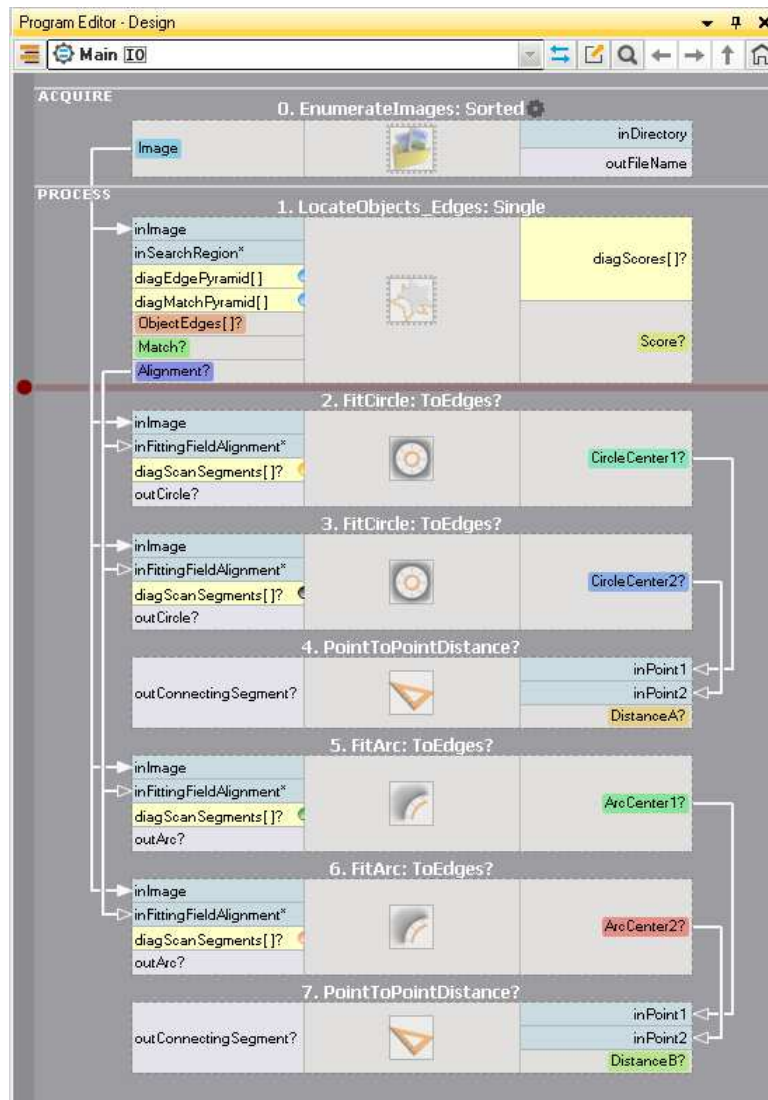 Program Editor - Design
Main IO
ACQUIRE
0. EnumerateImages: Sorted
Image
inDirectory
outFileName
PROCESS
1. LocateObjects_Edges: Single
inImage
inSearchRegion*
diagEdgePyramid[]
diagMatchPyramid[]
ObjectEdges[]?
Match?
Alignment?
diagScores[]?
Score?
2. FitCircle: ToEdges?
inImage
inFittingFieldAlignment*
diagScanSegments[]?
outCircle?
CircleCenter1?
3. FitCircle: ToEdges?
inImage
inFittingFieldAlignment*
diagScanSegments[]?
outCircle?
CircleCenter2?
4. PointToPointDistance?
outConnectingSegment?
inPoint1
inPoint2
DistanceA?
5. FitArc: ToEdges?
inImage
inFittingFieldAlignment*
diagScanSegments[]?
outArc?
ArcCenter1?
6. FitArc: ToEdges?
inImage
inFittingFieldAlignment*
diagScanSegments[]?
outArc?
ArcCenter2?
7. PointToPointDistance?
outConnectingSegment?
inPoint1
inPoint2
DistanceB?